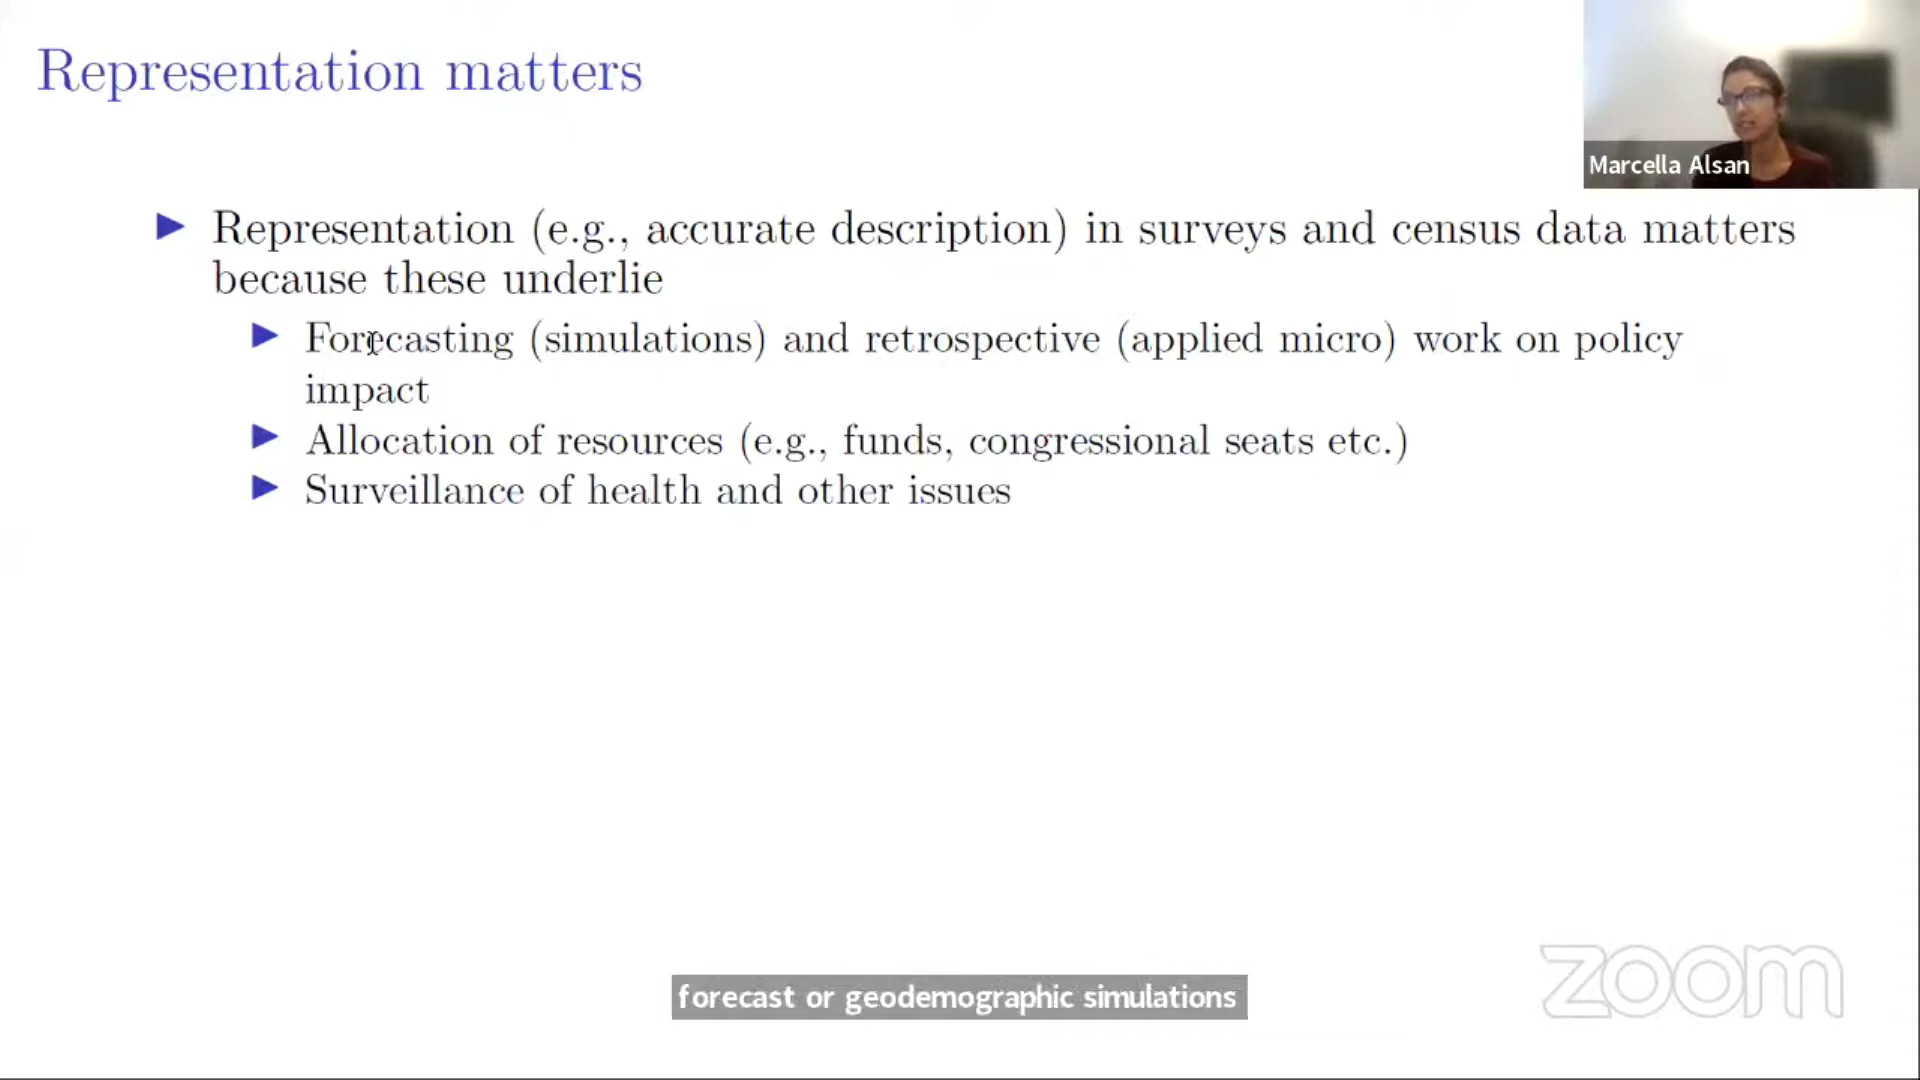 Representation matters
Marcella Alsan
Representation (e.g., accurate description) in surveys and census data matters
because these underlie
Forecasting (simulations) and retrospective (applied micro) work on policy
impact
Allocation of resources (e.g., funds, congressional seats etc.)
Surveillance of health and other issues
zoom
forecast or geodemographic simulations